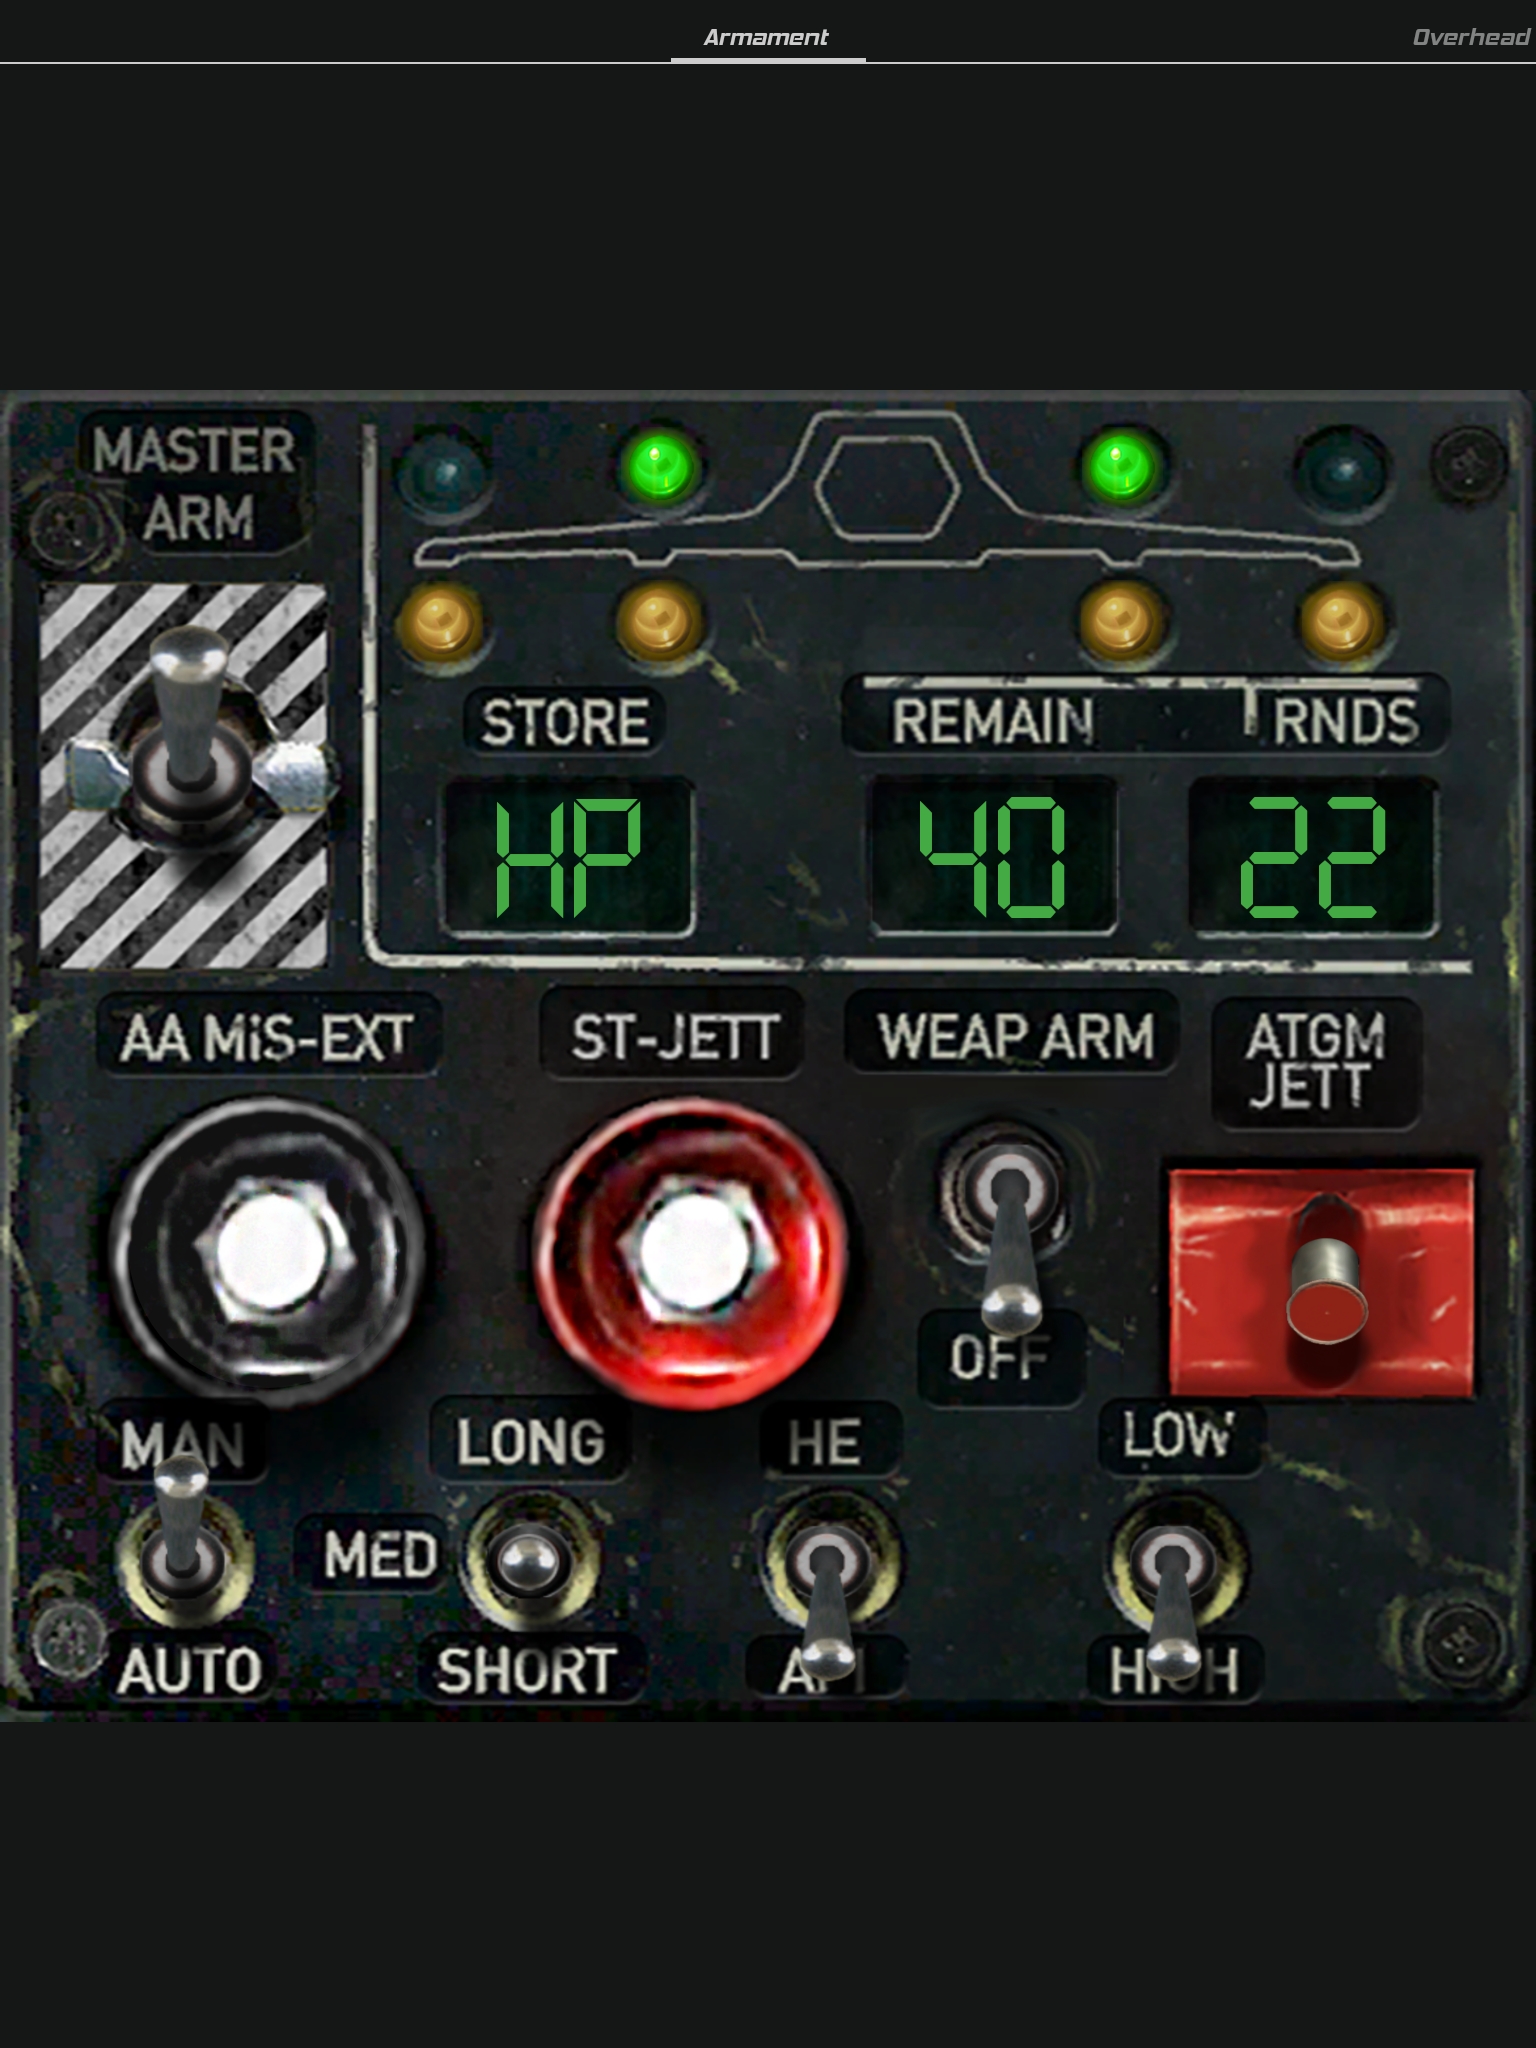 Armament
Overhead
MASTER
ARM
STORE
REMAIN
RNDS
HP
40
22
AA MiS-EXT
ST-JETT
WEAP ARM
ATGM
JETT
OFF
MAN
LONG
HE
LOW
MED
AUTO
SHORT
HIGH